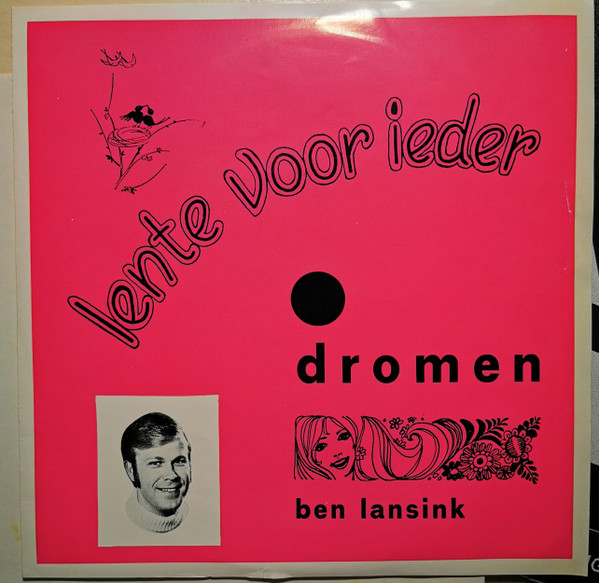 lente voor ieder
dromen
ben lansink